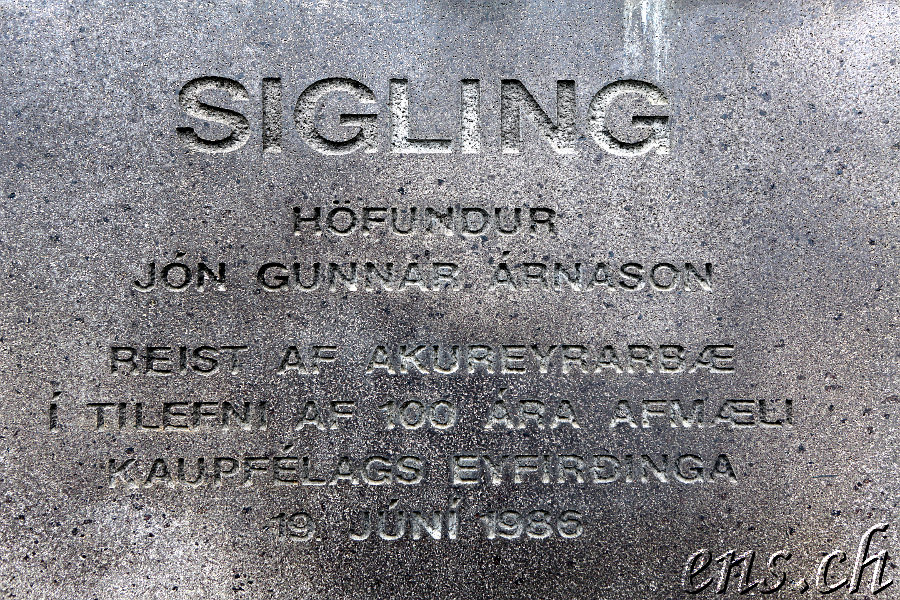 SIGLING
HÖFUNDUR
JÓN GUNNAR ÁRNASON
REIST AF AKUREYRARBÆ
Í TILEFNI AF 100 ÁRA AFMÆLI
KAUPFÉLAGS EYFIRÐINGA
19. JÚNÍ 1986
ens.ch